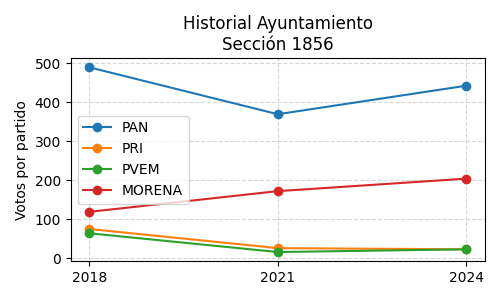 Historial Ayuntamiento
Sección 1856
Votos por partido
500
400
300
200
100
0
PAN
PRI
PVEM
MORENA
2018
2021
2024